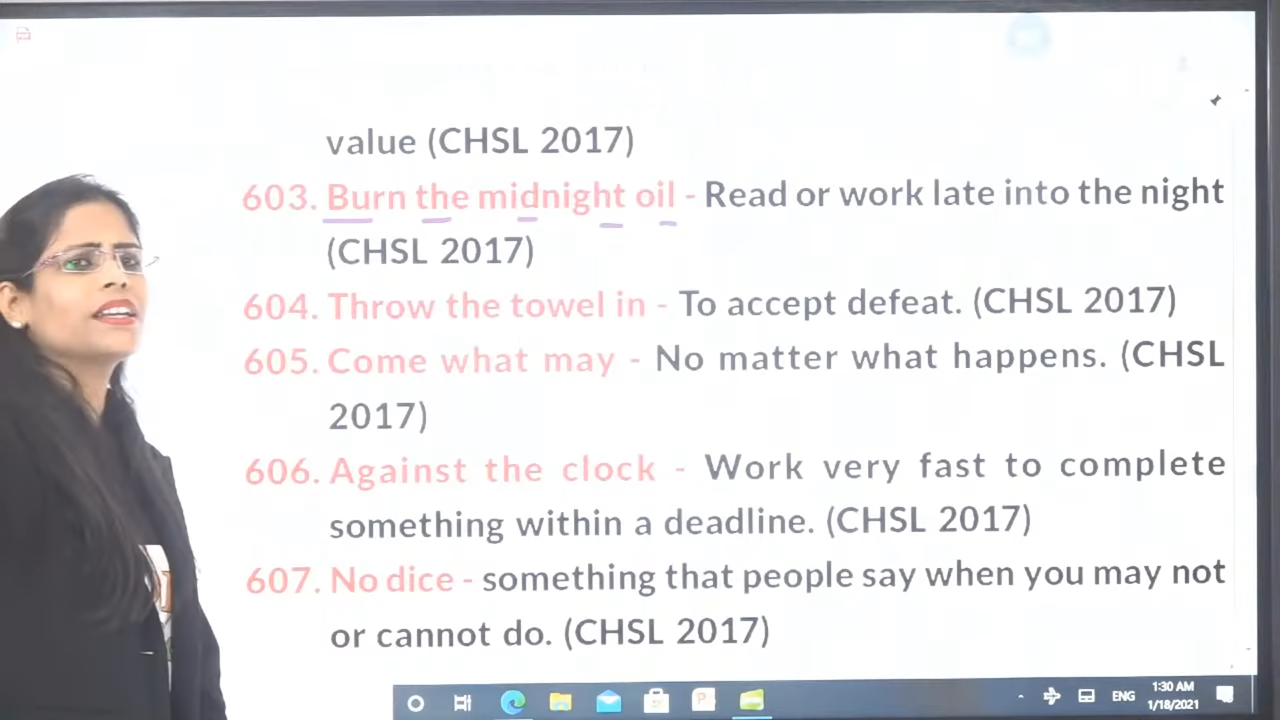 value (CHSL 2017)
603. Burn the midnight oil - Read or work late into the night
(CHSL 2017)
604. Throw the towel in - To accept defeat. (CHSL 2017)
605. Come what may - No matter what happens. (CHSL
2017)
606. Against the clock - Work very fast to complete
something within a deadline. (CHSL 2017)
607. No dice - something that people say when you may not
or cannot do. (CHSL 2017)
ENG
1:30 AM
1/18/2021